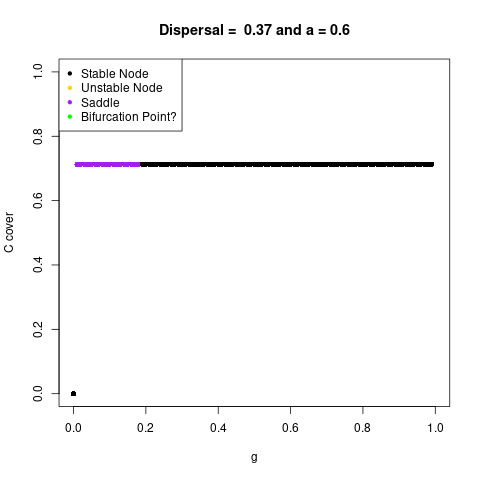 Dispersal =  0.37 and a = 0.6
Stable Node
Unstable Node
Saddle
Bifurcation Point?
C cover
1.0
0.8
0.6
0.4
0.2
0.0
0.0 0.2 0.4 0.6 0.8 1.0
g